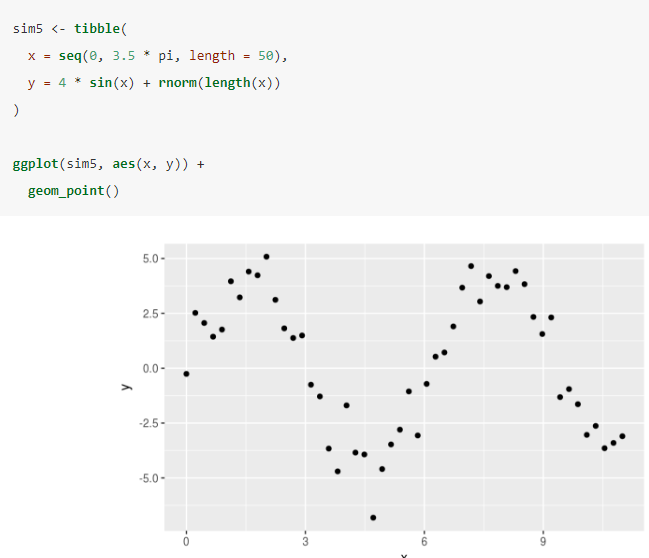 sim5 <- tibble(
  x = seq(0, 3.5 * pi, length = 50),
  y = 4 * sin(x) + rnorm(length(x))
)
ggplot(sim5, aes(x, y)) +
  geom_point()
5.0
2.5
0.0
y
-2.5
-5.0
0 3 6 9
x